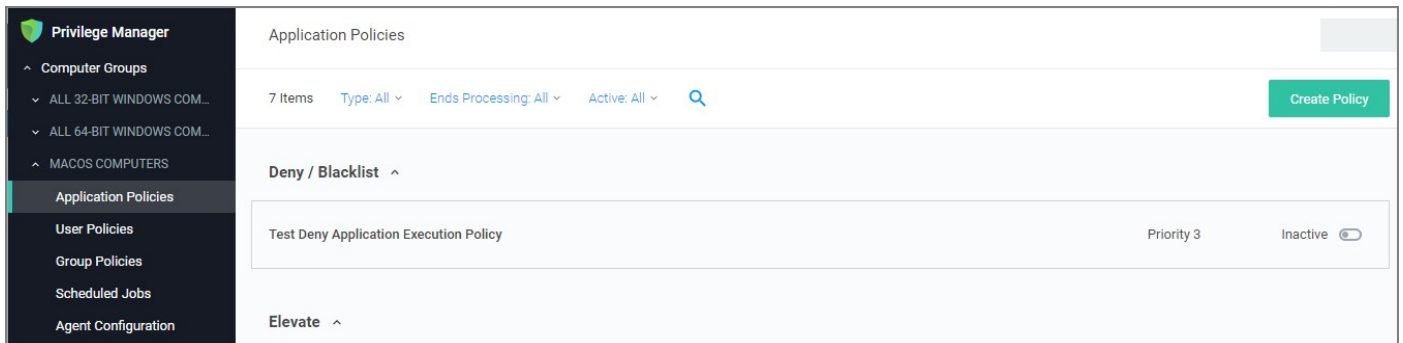 Privilege Manager
Computer Groups
ALL 32-BIT WINDOWS COM...
ALL 64-BIT WINDOWS COM...
MACOS COMPUTERS
Application Policies
User Policies
Group Policies
Scheduled Jobs
Agent Configuration
Application Policies
7 Items Type: All Ends Processing: All Active: All
Create Policy
Deny / Blacklist
Test Deny Application Execution Policy Priority 3 Inactive
Elevate